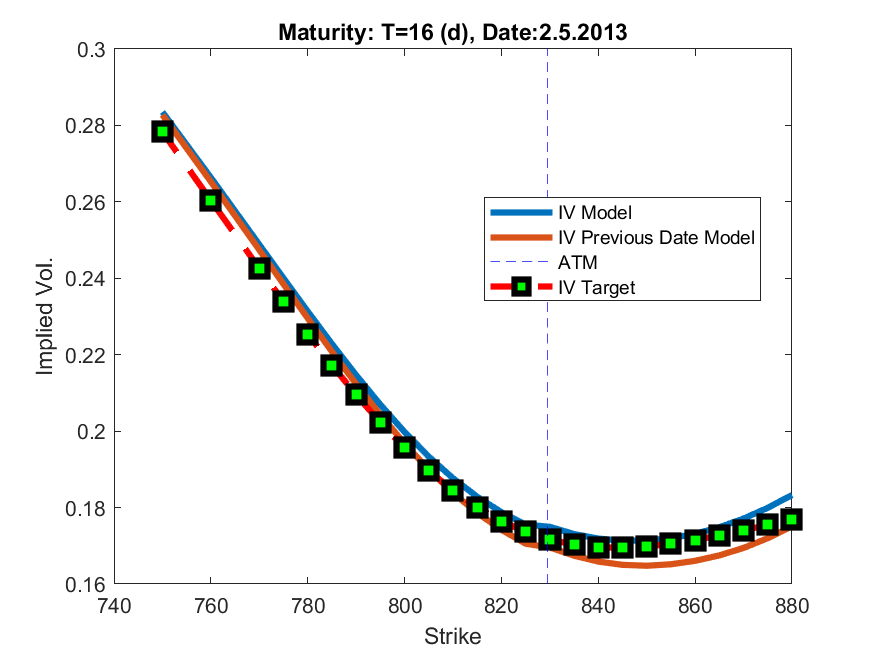 Maturity: T=16 (d), Date:2.5.2013
0.3
0.28
0.26
0.24
0.22
0.2
0.18
0.16
Implied Vol.
IV Model
IV Previous Date Model
ATM
IV Target
740 760 780 800 820 840 860 880
Strike